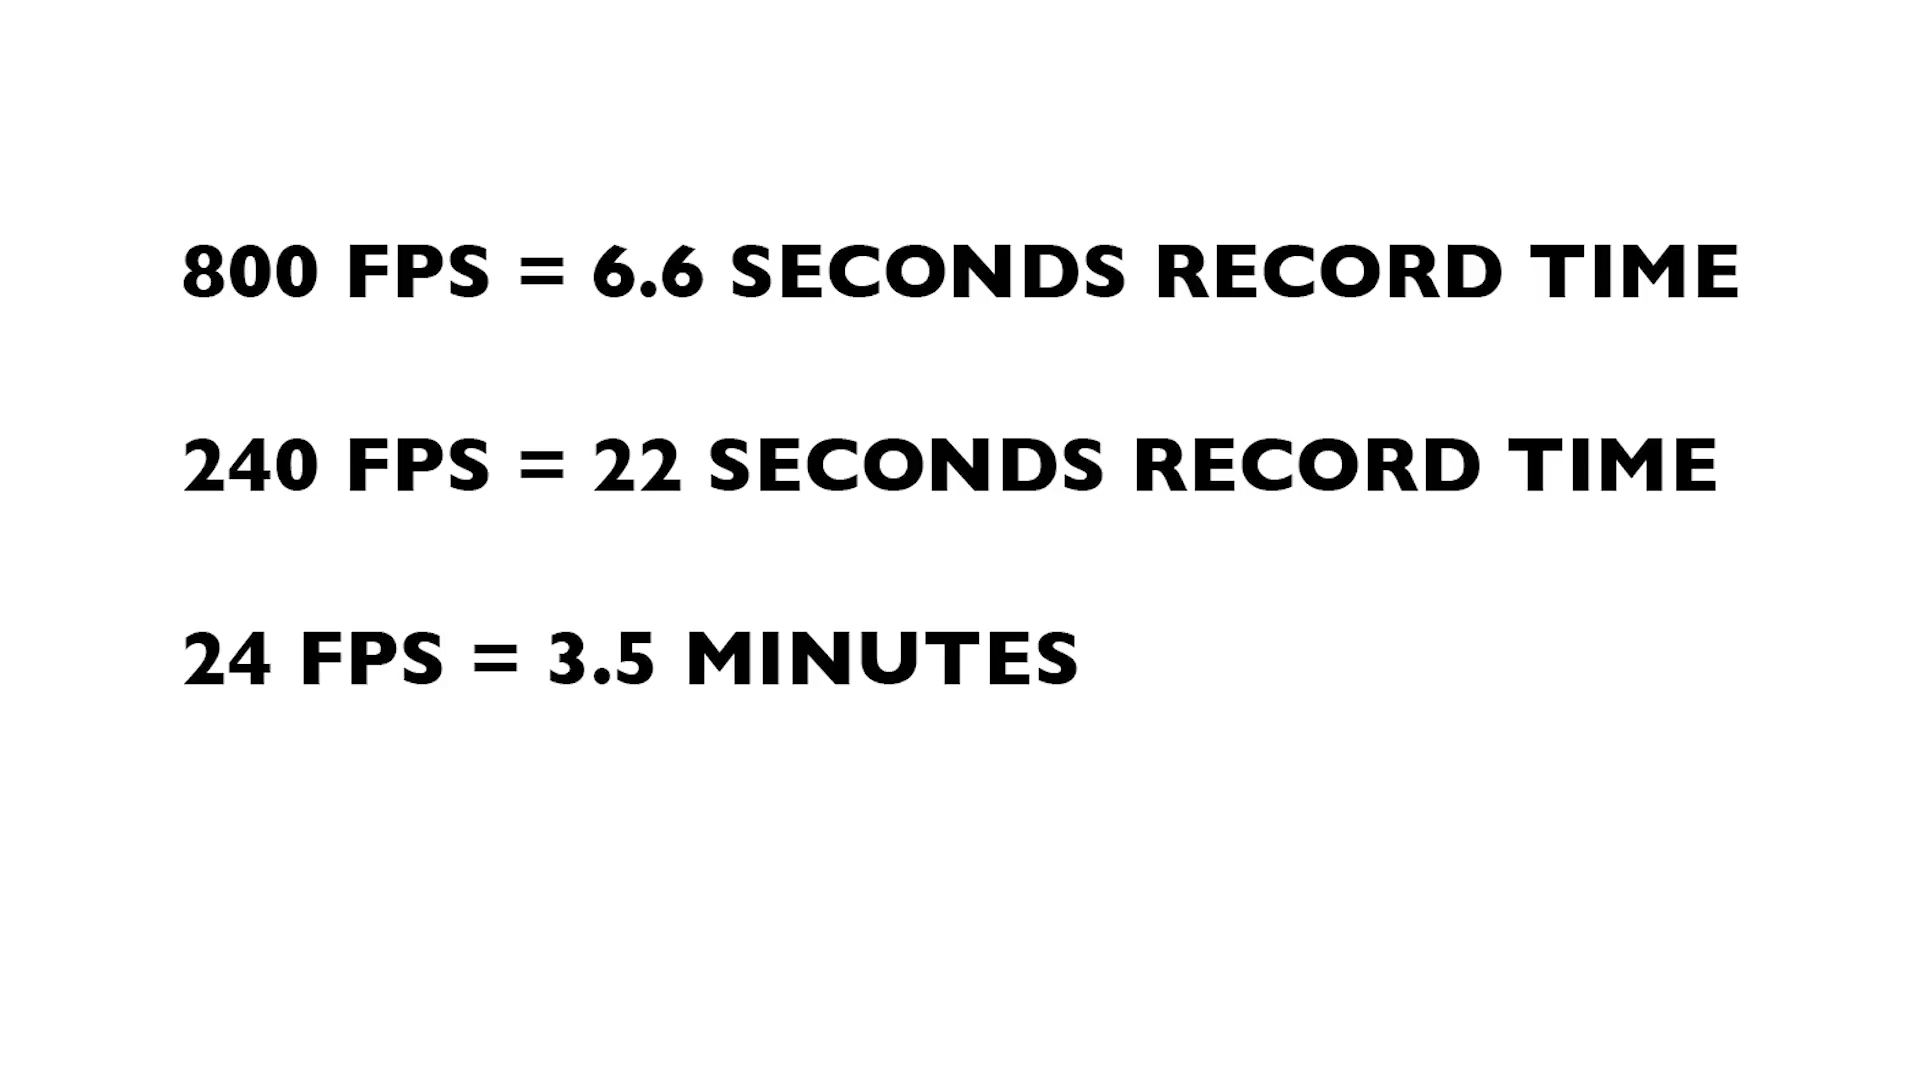 800 FPS = 6.6 SECONDS RECORD TIME
240 FPS = 22 SECONDS RECORD TIME
24 FPS = 3.5 MINUTES